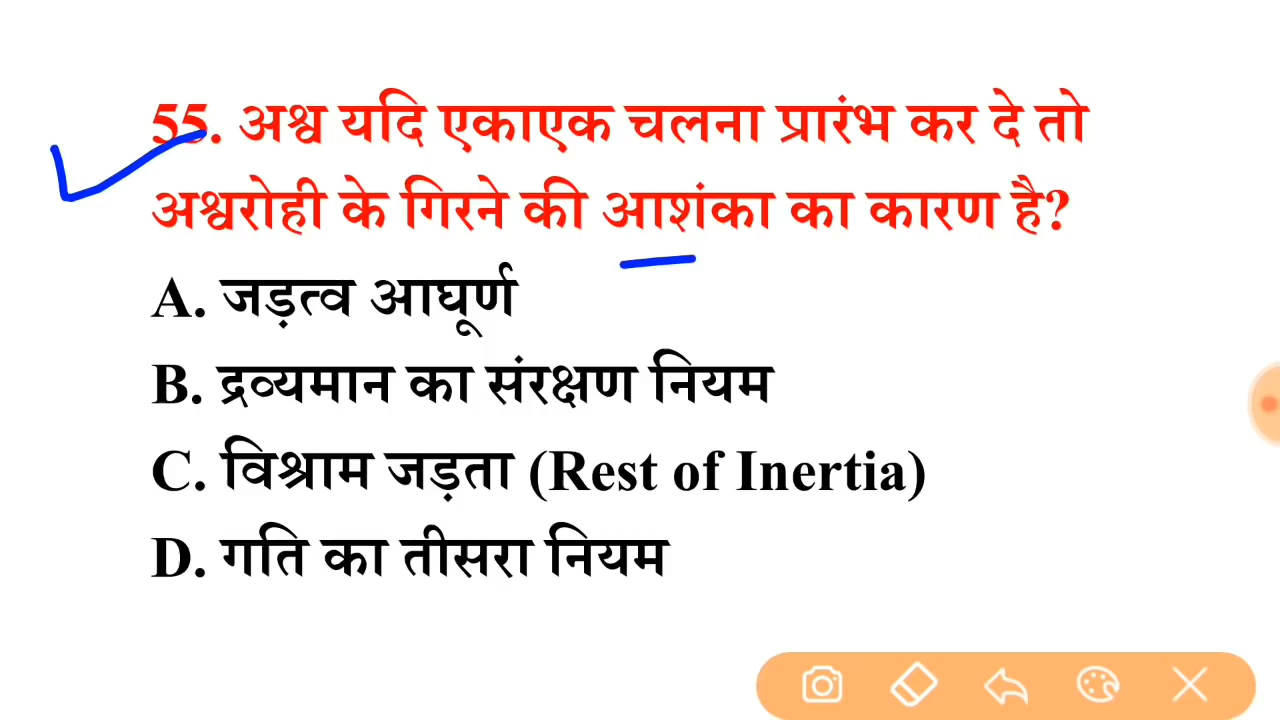 55. अश्व यदि एकाएक चलना प्रारंभ कर दे तो
अश्वरोही के गिरने की आशंका का कारण है?
A. जड़त्व आघूर्ण
B. द्रव्यमान का संरक्षण नियम
C. विश्राम जड़ता (Rest of Inertia)
D. गति का तीसरा नियम